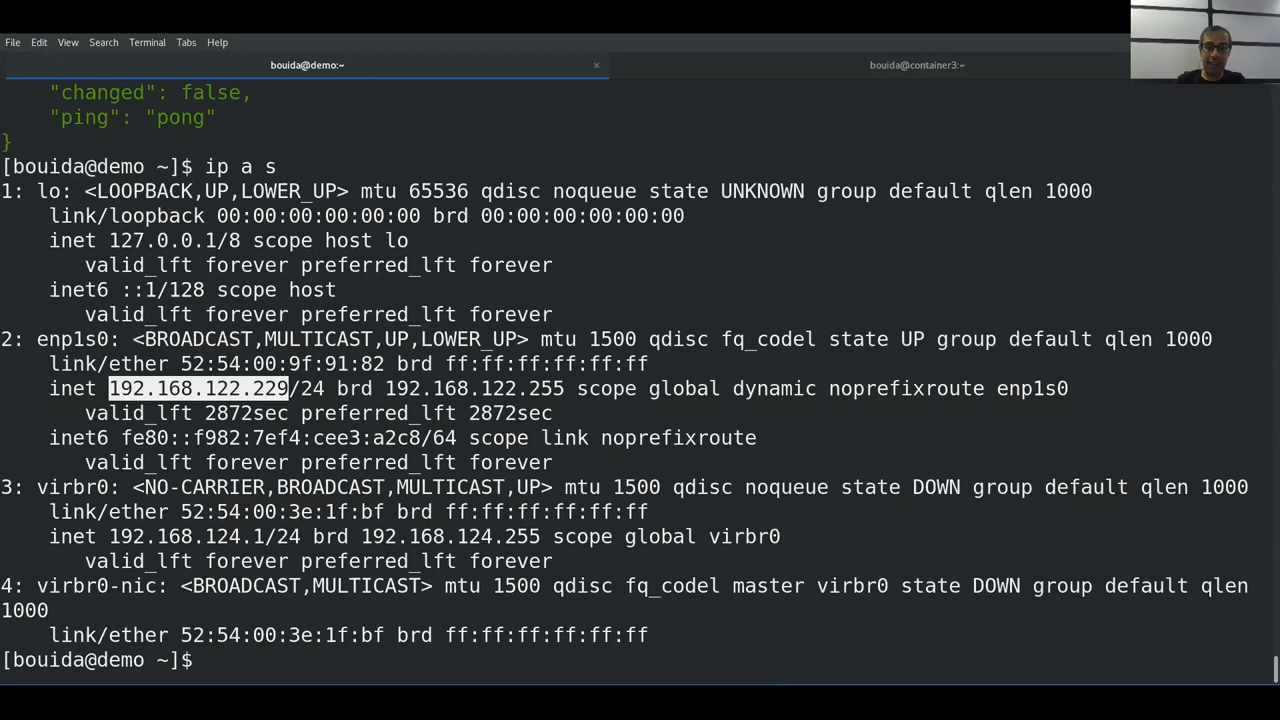 File Edit View Search Terminal Tabs Help
bouida@demo:~ × bouida@container3:~
    "changed": false,
    "ping": "pong"
}
[bouida@demo ~]$ ip a s
1: lo: <LOOPBACK,UP,LOWER_UP> mtu 65536 qdisc noqueue state UNKNOWN group default qlen 1000
    link/loopback 00:00:00:00:00:00 brd 00:00:00:00:00:00
    inet 127.0.0.1/8 scope host lo
       valid_lft forever preferred_lft forever
    inet6 ::1/128 scope host
       valid_lft forever preferred_lft forever
2: enp1s0: <BROADCAST,MULTICAST,UP,LOWER_UP> mtu 1500 qdisc fq_codel state UP group default qlen 1000
    link/ether 52:54:00:9f:91:82 brd ff:ff:ff:ff:ff:ff
    inet 192.168.122.229/24 brd 192.168.122.255 scope global dynamic noprefixroute enp1s0
       valid_lft 2872sec preferred_lft 2872sec
    inet6 fe80::f982:7ef4:cee3:a2c8/64 scope link noprefixroute
       valid_lft forever preferred_lft forever
3: virbr0: <NO-CARRIER,BROADCAST,MULTICAST,UP> mtu 1500 qdisc noqueue state DOWN group default qlen 1000
    link/ether 52:54:00:3e:1f:bf brd ff:ff:ff:ff:ff:ff
    inet 192.168.124.1/24 brd 192.168.124.255 scope global virbr0
       valid_lft forever preferred_lft forever
4: virbr0-nic: <BROADCAST,MULTICAST> mtu 1500 qdisc fq_codel master virbr0 state DOWN group default qlen
1000
    link/ether 52:54:00:3e:1f:bf brd ff:ff:ff:ff:ff:ff
[bouida@demo ~]$